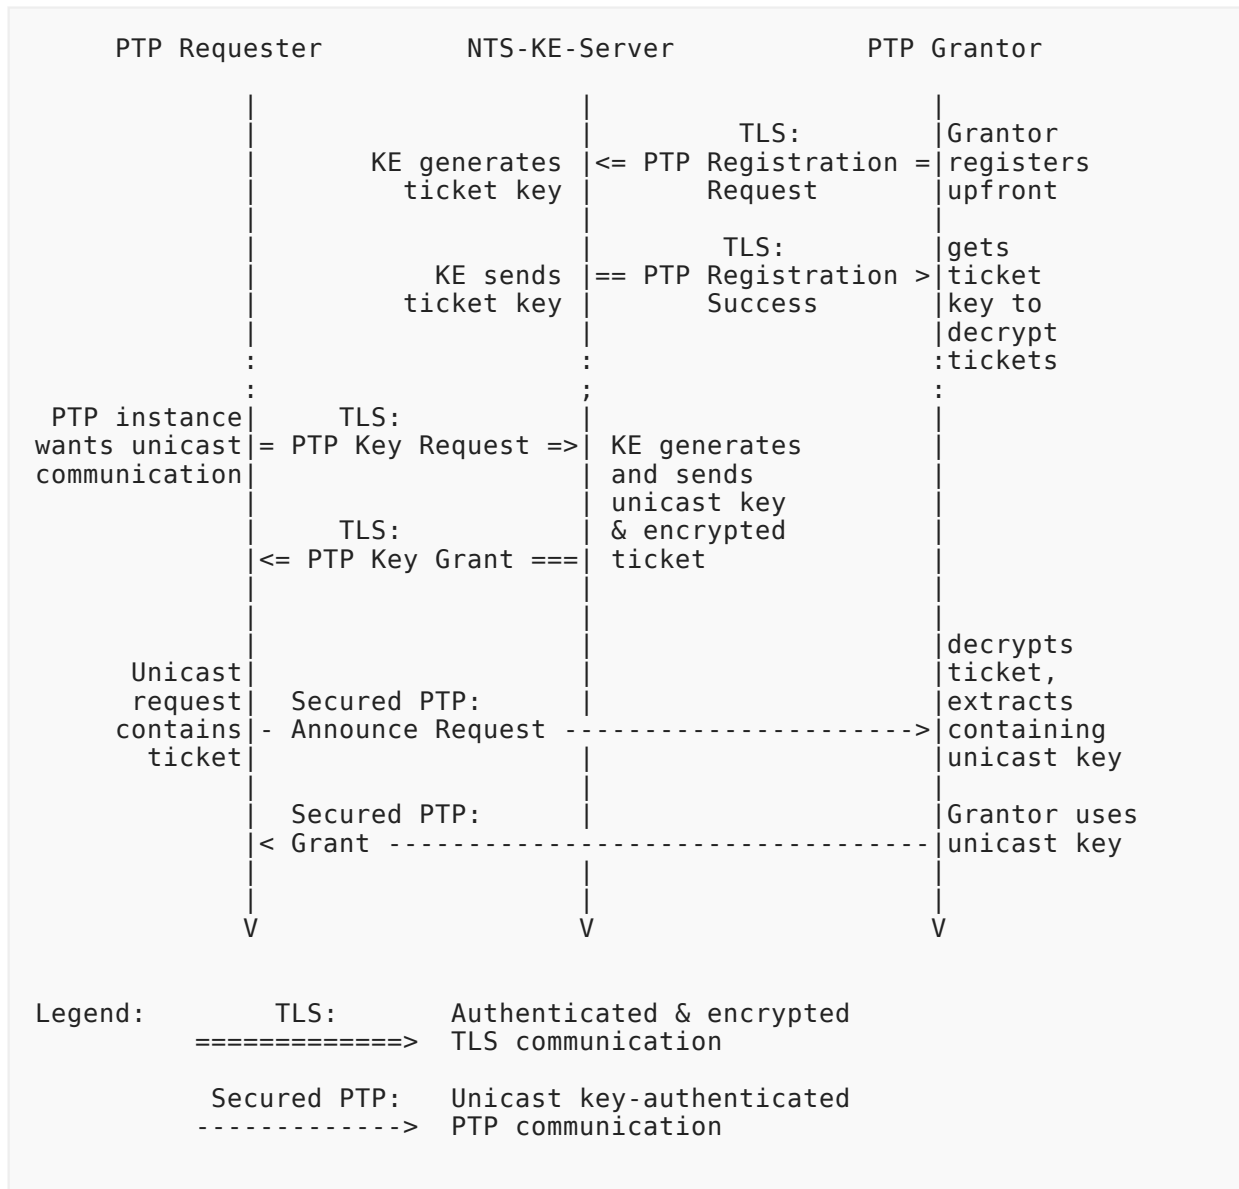 PTP Requester         NTS-KE-Server            PTP Grantor

              |                    |                     |
              |                    |         TLS:        |Grantor
              |       KE generates |<= PTP Registration =|registers
              |         ticket key |       Request       |upfront
              |                    |                     |
              |                    |        TLS:         |gets
              |           KE sends |== PTP Registration >|ticket
              |         ticket key |       Success       |key to
              |                    |                     |decrypt
              :                    :                     :tickets
              :                    ;                     :
 PTP instance|     TLS:           |                     |
wants unicast|= PTP Key Request =>| KE generates        |
communication|                    | and sends           |
              |                    | unicast key         |
              |     TLS:           | & encrypted         |
              |<= PTP Key Grant ===| ticket              |
              |                    |                     |
              |                    |                     |
              |                    |                     |decrypts
      Unicast|                    |                     |ticket,
      request|  Secured PTP:      |                     |extracts
     contains|- Announce Request ---------------------->|containing
       ticket|                    |                     |unicast key
              |                    |                     |
              |  Secured PTP:      |                     |Grantor uses
              |< Grant ----------------------------------|unicast key
              |                    |                     |
              |                    |                     |
              V                    V                     V

Legend:        TLS:       Authenticated & encrypted
          =============>  TLS communication

           Secured PTP:   Unicast key-authenticated
          ------------->  PTP communication